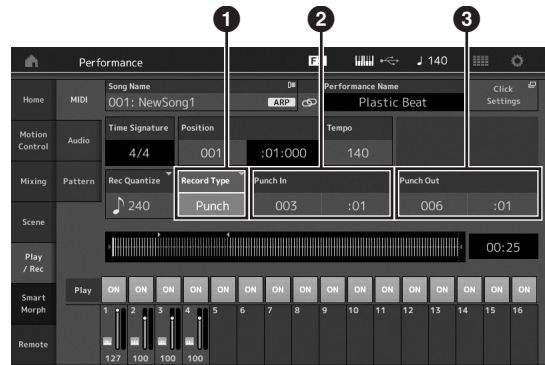 1 2 3
Performance 140
Song Name Performance Name Click Settings
Home MIDI 001: NewSong1 ARP Plastic Beat
Time Signature Position Tempo
Motion Control Audio 4/4 001 :01:000 140
Rec Quantize Record Type Punch In Punch Out
Mixing Pattern 240 Punch 003 :01 006 :01
Scene
Play / Rec 00:25
Play ON ON ON ON ON ON ON ON ON ON ON ON ON ON ON ON
Smart Morph 1 2 3 4 5 6 7 8 9 10 11 12 13 14 15 16
Remote 127 100 100 100